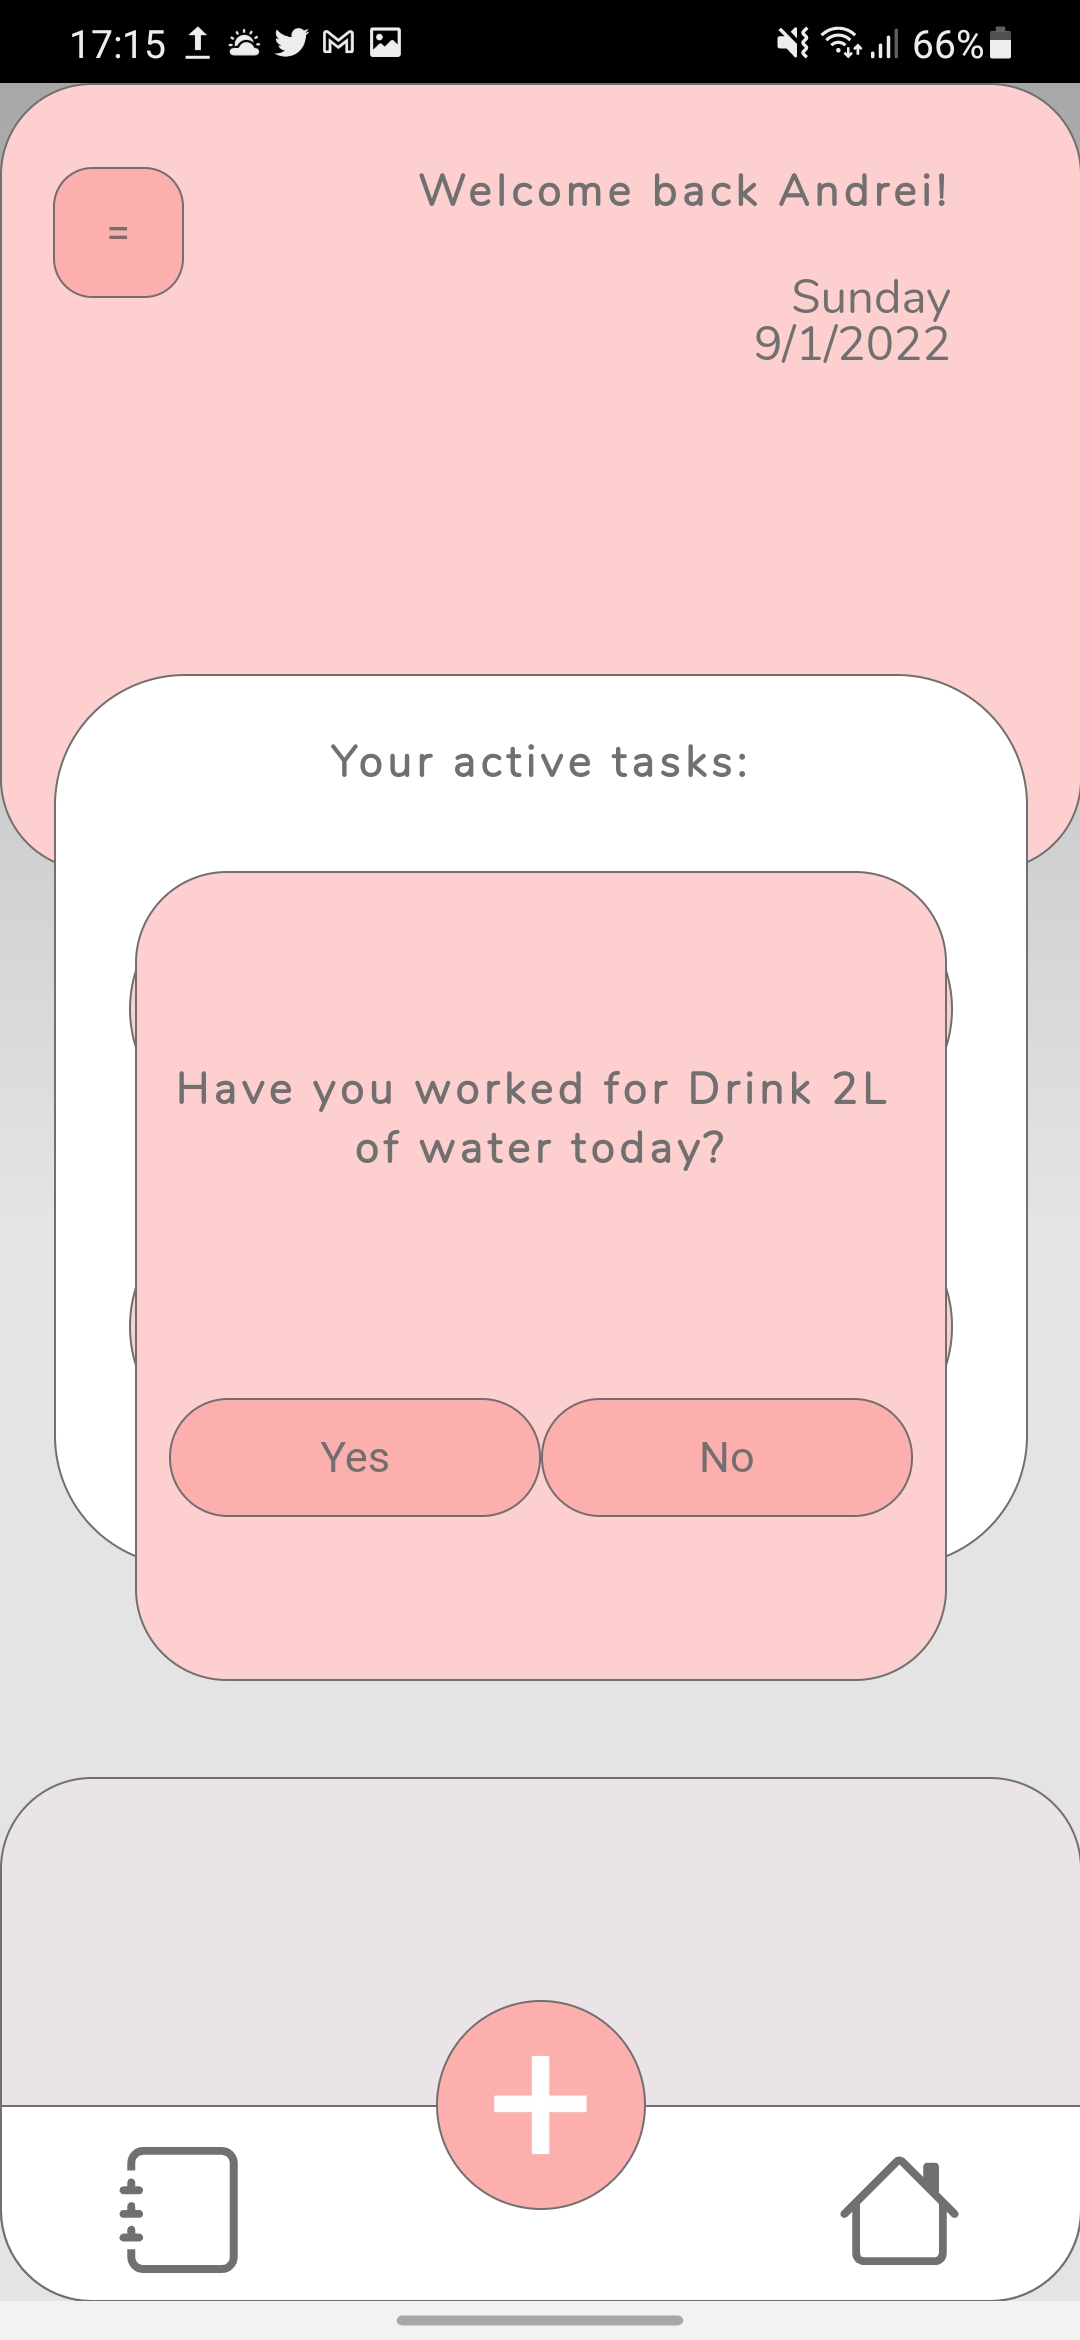 17:15 66%
Welcome back Andrei!
=
Sunday
9/1/2022
Your active tasks:
Have you worked for Drink 2L
of water today?
Yes No